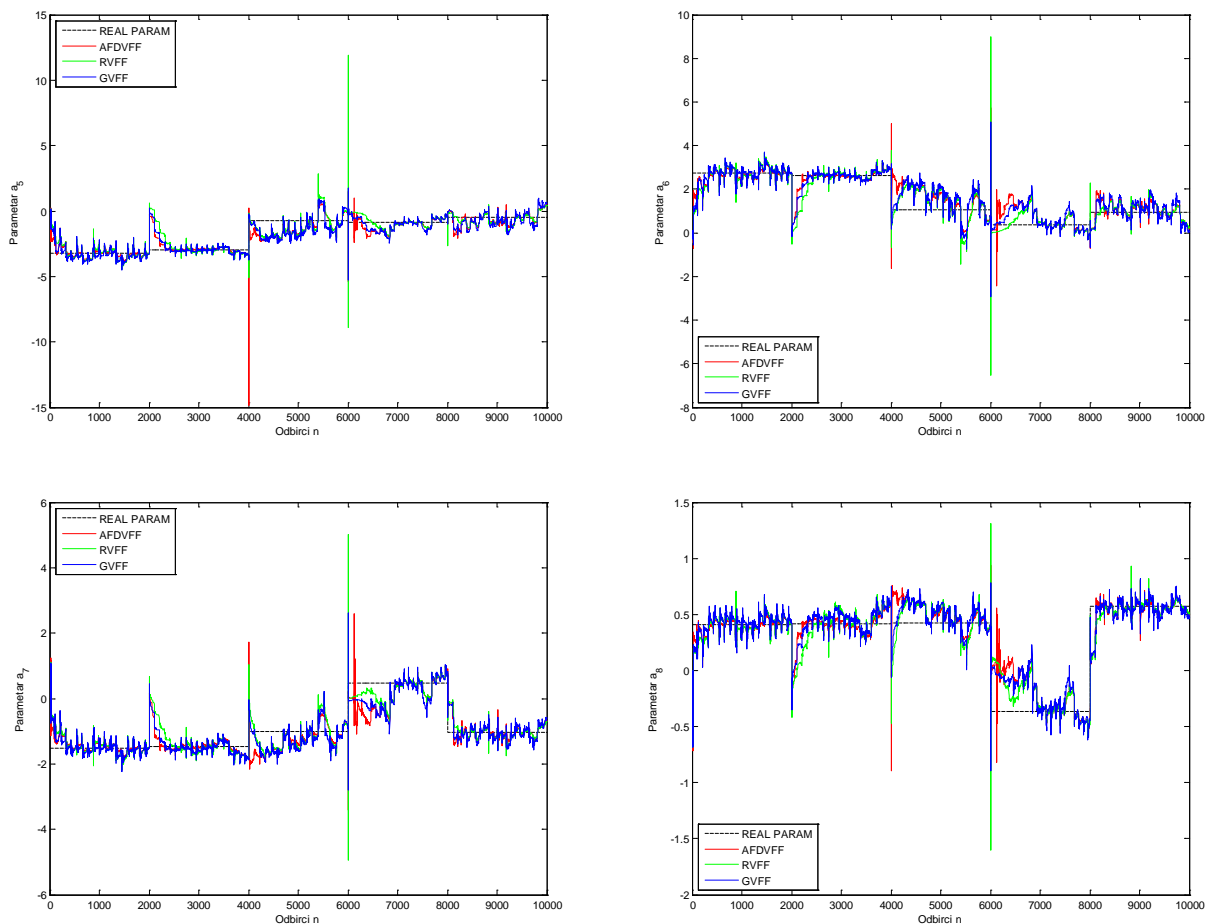 15
10
5
0
-5
-10
-15
Parametar a5
REAL PARAM
AFDVFF
RVFF
GVFF
0 1000 2000 3000 4000 5000 6000 7000 8000 9000 10000
Odbirci n
10
8
6
4
2
0
-2
-4
-6
-8
Parametar a6
REAL PARAM
AFDVFF
RVFF
GVFF
0 1000 2000 3000 4000 5000 6000 7000 8000 9000 10000
Odbirci n
6
4
2
0
-2
-4
-6
Parametar a7
REAL PARAM
AFDVFF
RVFF
GVFF
0 1000 2000 3000 4000 5000 6000 7000 8000 9000 10000
Odbirci n
1.5
1
0.5
0
-0.5
-1
-1.5
-2
Parametar a8
REAL PARAM
AFDVFF
RVFF
GVFF
0 1000 2000 3000 4000 5000 6000 7000 8000 9000 10000
Odbirci n